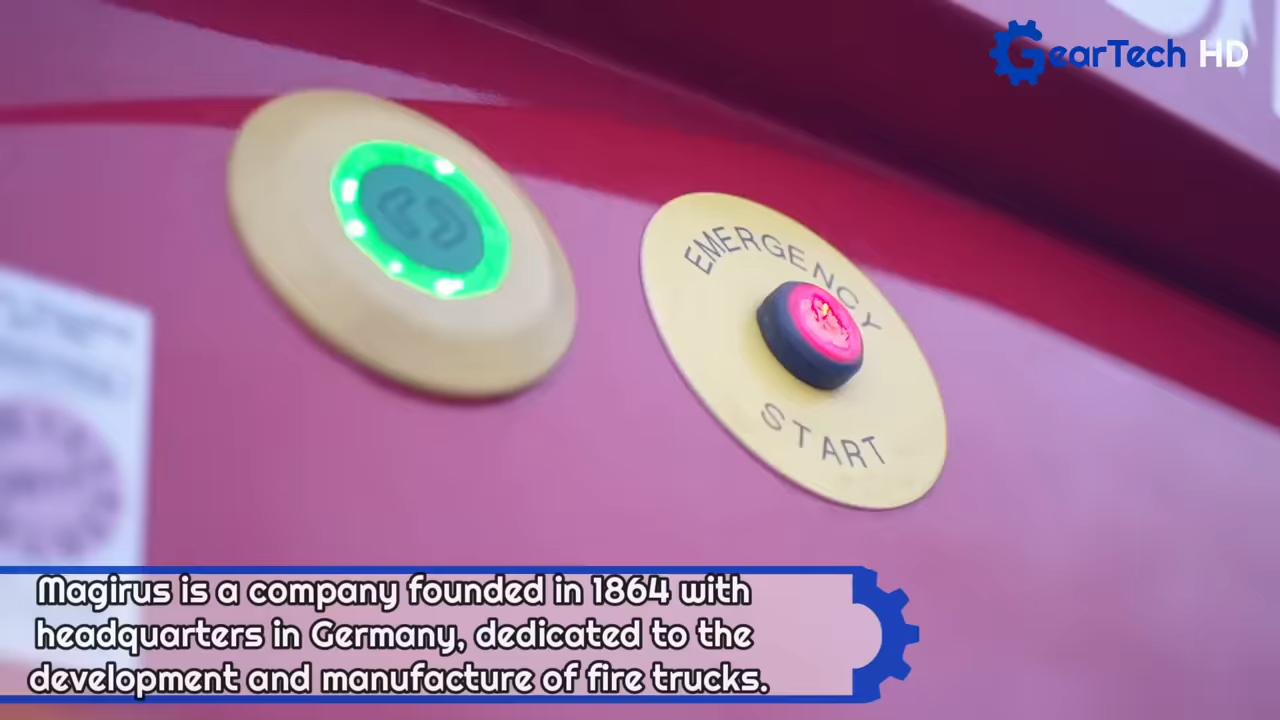 GearTech HD
EMERGENCY
START
Magirus is a company founded in 1864 with
headquarters in Germany, dedicated to the
development and manufacture of fire trucks.